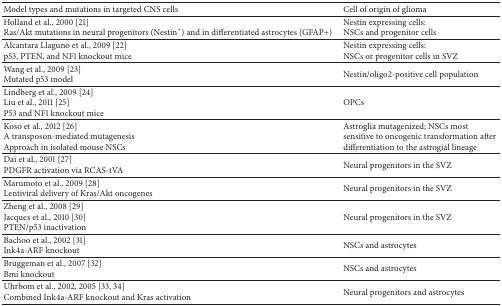 Model types and mutations in targeted CNS cells Cell of origin of glioma
Holland et al., 2000 [21] Nestin expressing cells:
Ras/Akt mutations in neural progenitors (Nestin+) and in differentiated astrocytes (GFAP+) NSCs and progenitor cells
Alcantara Llaguno et al., 2009 [22] Nestin expressing cells:
p53, PTEN, and NF1 knockout mice NSCs or progenitor cells in SVZ
Wang et al., 2009 [23]
Mutated p53 model
Nestin/oligo2-positive cell population
Lindberg et al., 2009 [24]
Liu et al., 2011 [25]
P53 and NF1 knockout mice
OPCs
Koso et al., 2012 [26] Astroglia mutagenized; NSCs most
A transposon-mediated mutagenesis sensitive to oncogenic transformation after
Approach in isolated mouse NSCs differentiation to the astroglial lineage
Dai et al., 2001 [27]
PDGFR activation via RCAS-tVA
Neural progenitors in the SVZ
Marumoto et al., 2009 [28]
Lentiviral delivery of Kras/Akt oncogenes
Neural progenitors in the SVZ
Zheng et al., 2008 [29]
Jacques et al., 2010 [30]
PTEN/p53 inactivation
Neural progenitors in the SVZ
Bachoo et al., 2002 [31]
Ink4a-ARF knockout
NSCs and astrocytes
Bruggeman et al., 2007 [32]
Bmi knockout
NSCs and astrocytes
Uhrbom et al., 2002, 2005 [33, 34]
Combined Ink4a-ARF knockout and Kras activation
Neural progenitors and astrocytes